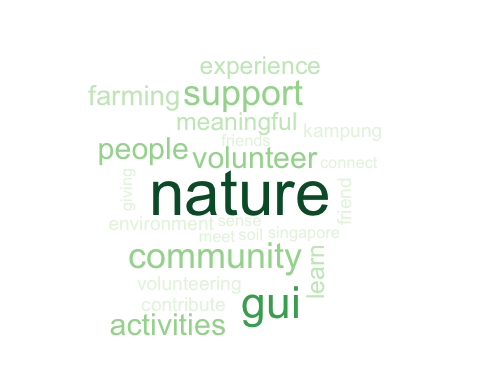 experience
farming support
meaningful
kampung
friends
people volunteer
connect
giving
nature
friend
environment sense
meet soil singapore
community
learn
volunteering
contribute gui
activities